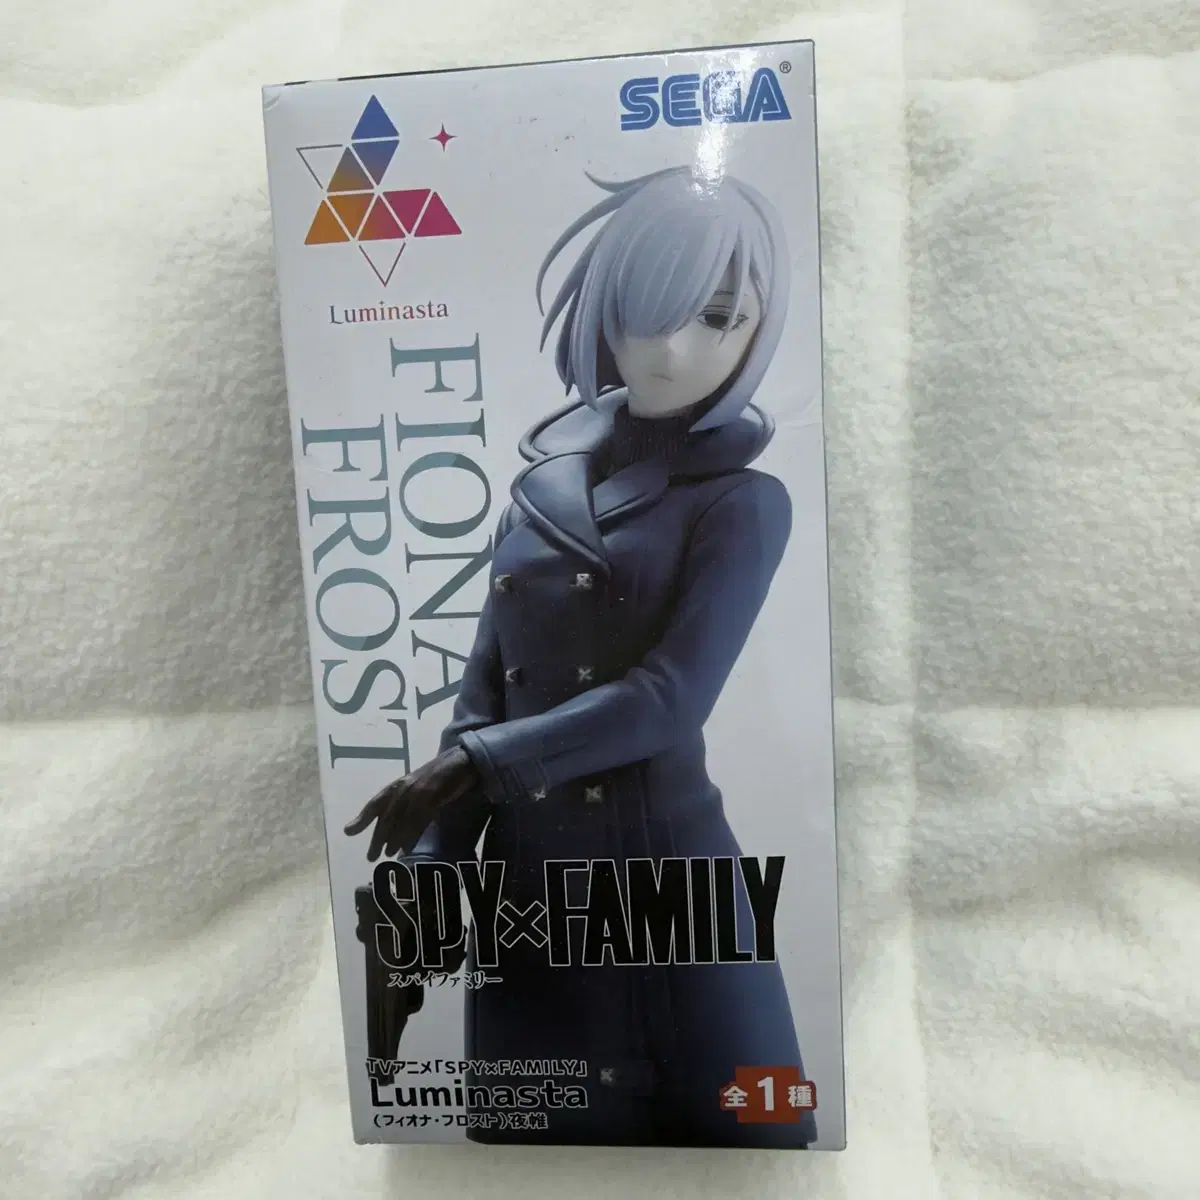 SEGA®
Luminasta
FIONA
FROST
SPY×FAMILY
スパイファミリー
TVアニメ「SPY×FAMILY」
Luminasta
(フィオナ・フロスト)夜帷
全1種